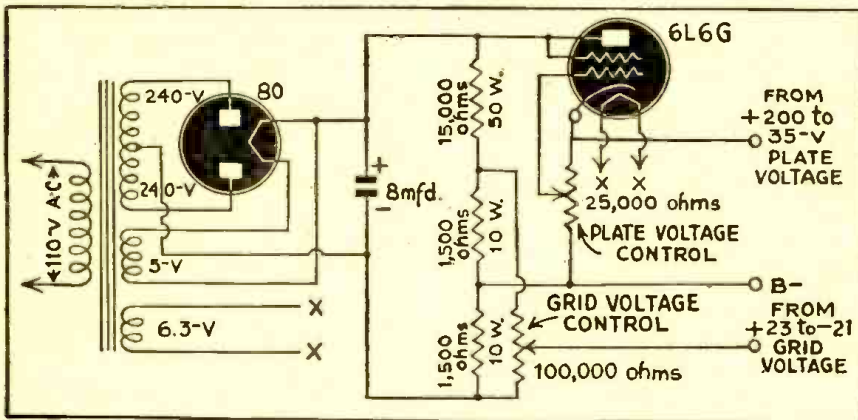 110 V A.C.
240-V
240-V
5-V
6.3-V
80
X
X
+
8 mfd.
-
15,000 ohms
50 W.
1,500 ohms
10 W.
1,500 ohms
10 W.
6L6G
X X
25,000 ohms
PLATE VOLTAGE
CONTROL
GRID VOLTAGE
CONTROL
100,000 ohms
FROM
+200 to
35-V
PLATE
VOLTAGE
B-
FROM
+23 to -21
GRID
VOLTAGE